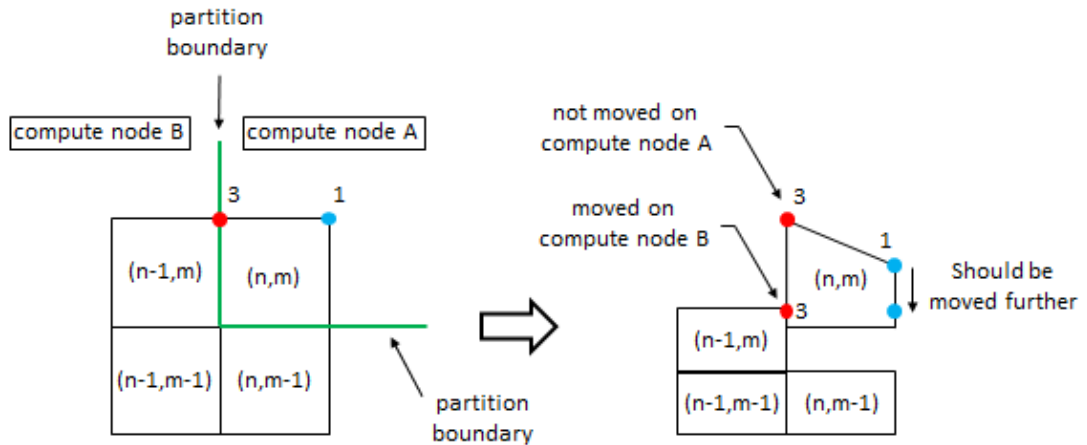 partition
boundary
compute node B
compute node A
3
1
(n-1,m)
(n,m)
(n-1,m-1)
(n,m-1)
partition
boundary
not moved on
compute node A
3
moved on
compute node B
1
(n,m)
Should be
moved further
3
(n-1,m)
(n-1,m-1)
(n,m-1)